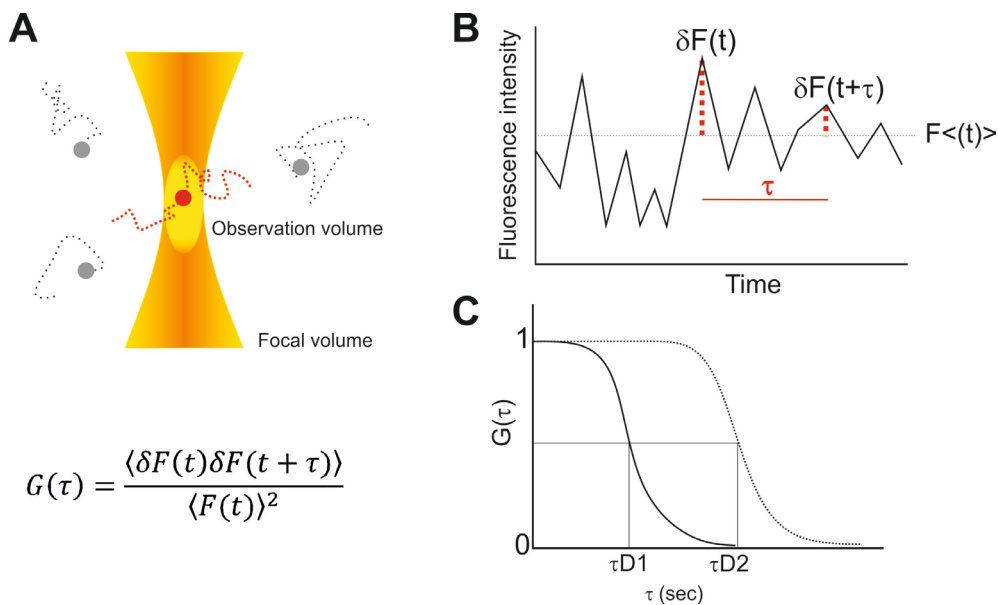 A
Observation volume
Focal volume
G(τ) = ⟨δF(t)δF(t + τ)⟩ / ⟨F(t)⟩²
B
Fluorescence intensity
δF(t)
δF(t+τ)
F<(t)>
τ
Time
C
G(τ)
1
0
τD1
τD2
τ (sec)